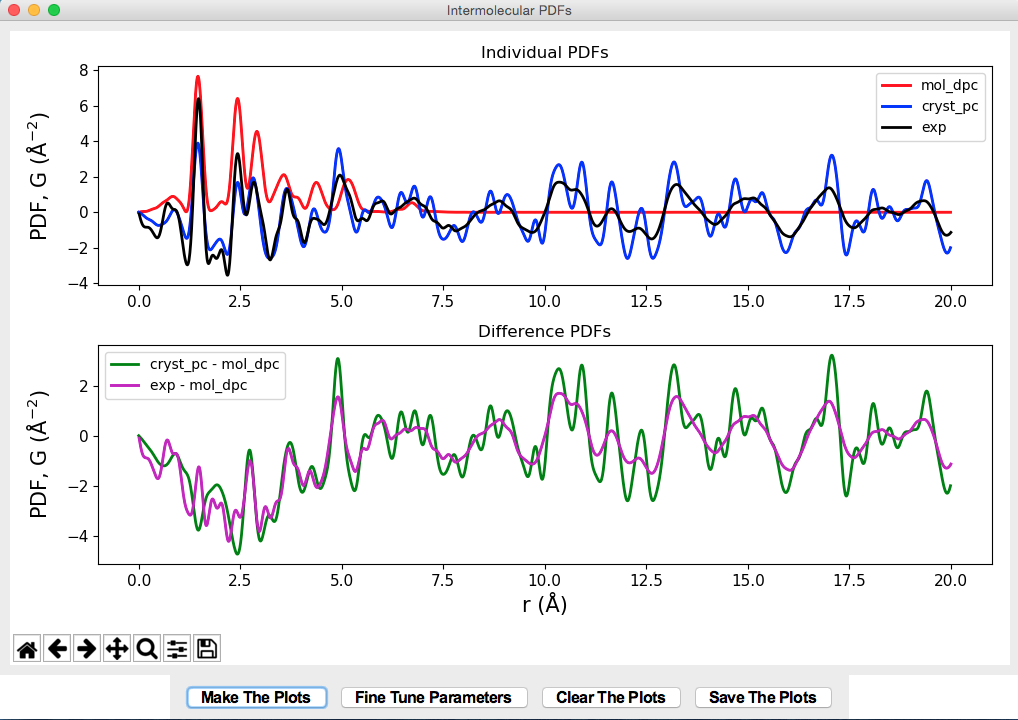 Intermolecular PDFs
Individual PDFs
PDF, G (Å⁻²)
8
6
4
2
0
−2
−4
mol_dpc
cryst_pc
exp
0.0 2.5 5.0 7.5 10.0 12.5 15.0 17.5 20.0
Difference PDFs
PDF, G (Å⁻²)
2
0
−2
−4
cryst_pc - mol_dpc
exp - mol_dpc
0.0 2.5 5.0 7.5 10.0 12.5 15.0 17.5 20.0
r (Å)
Make The Plots Fine Tune Parameters Clear The Plots Save The Plots